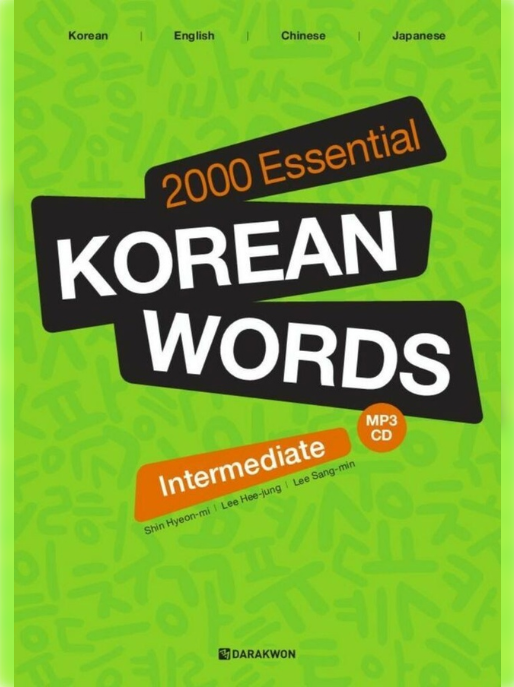 Korean | English | Chinese | Japanese
2000 Essential
KOREAN
WORDS
MP3
CD
Intermediate
Shin Hyeon-mi | Lee Hee-jung | Lee Sang-min
DARAKWON